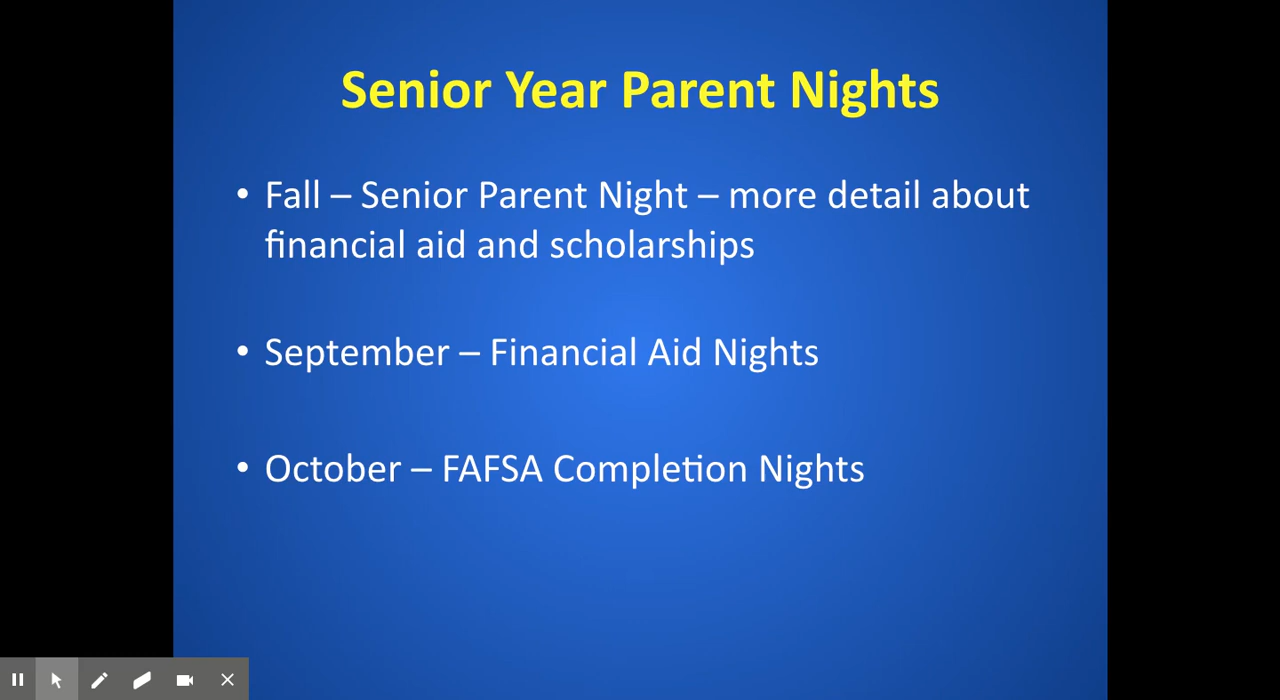 Senior Year Parent Nights
• Fall – Senior Parent Night – more detail about
financial aid and scholarships
• September – Financial Aid Nights
• October – FAFSA Completion Nights